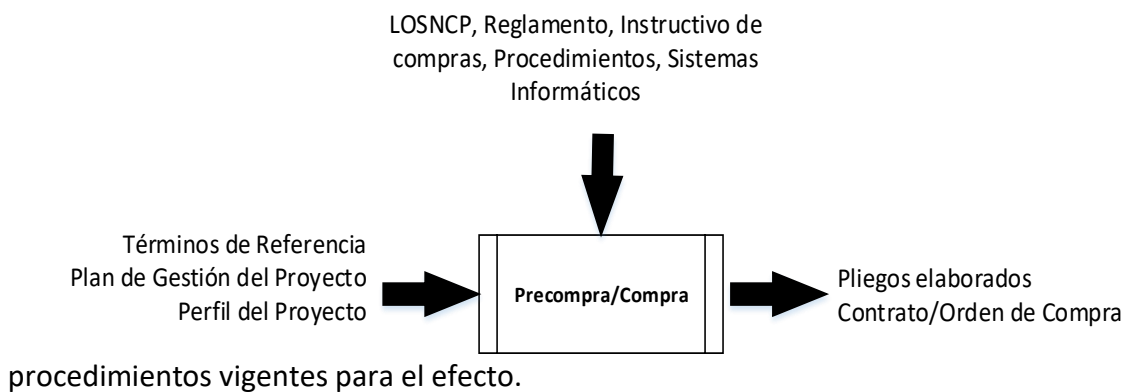 LOSNCP, Reglamento, Instructivo de
compras, Procedimientos, Sistemas
Informáticos
Términos de Referencia
Plan de Gestión del Proyecto
Perfil del Proyecto
Precompra/Compra
Pliegos elaborados
Contrato/Orden de Compra
procedimientos vigentes para el efecto.